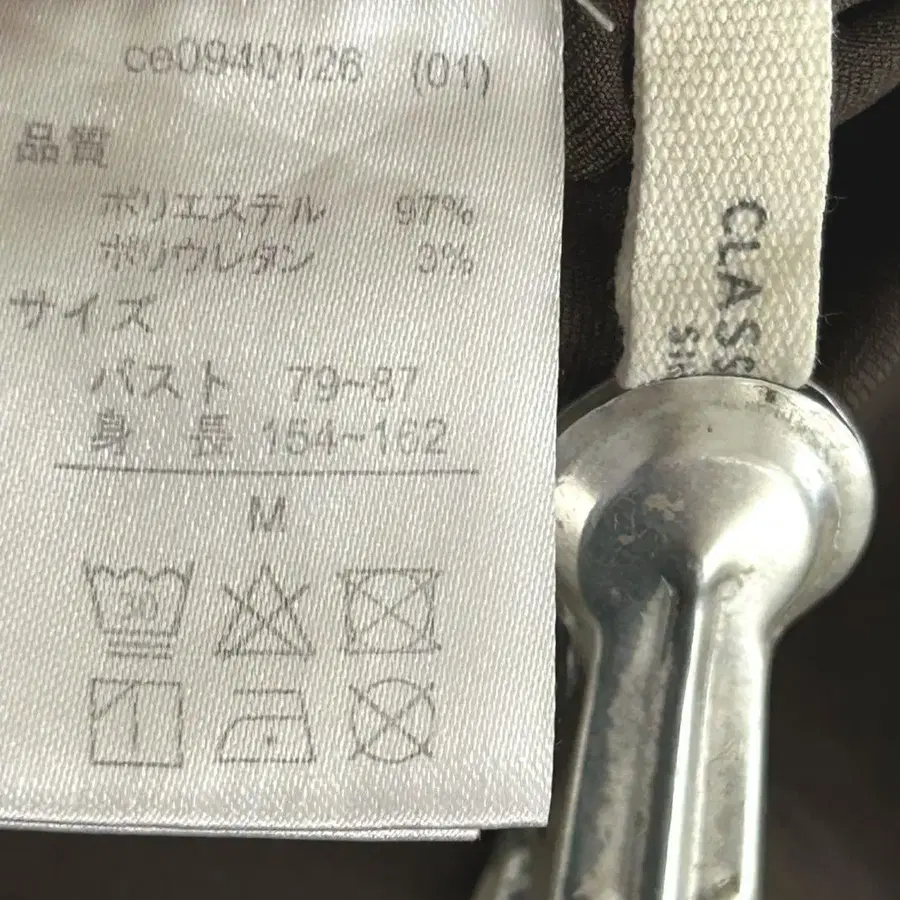 ce0940126 (01)
品質
ポリエステル 97%
ポリウレタン 3%
サイズ
バスト 79~87
身 長 154~162
M
30
CLASS